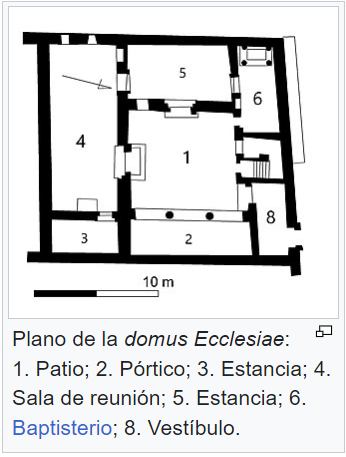 5
6
4
1
8
3
2
10 m
Plano de la domus Ecclesiae:
1. Patio; 2. Pórtico; 3. Estancia; 4.
Sala de reunión; 5. Estancia; 6.
Baptisterio; 8. Vestíbulo.